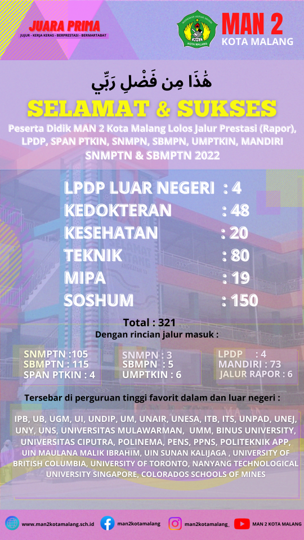 JUARA PRIMA
(JUJUR - KERJA KERAS - BERPRESTASI - BERMARTABAT)
MAN 2
KOTA MALANG
هَٰذَا مِن فَضْلِ رَبِّي
SELAMAT & SUKSES
Peserta Didik MAN 2 Kota Malang Lolos Jalur Prestasi (Rapor),
LPDP, SPAN PTKIN, SNMPN, SBMPN, UMPTKIN, MANDIRI
SNMPTN & SBMPTN 2022
LPDP LUAR NEGERI : 4
KEDOKTERAN : 48
KESEHATAN : 20
TEKNIK : 80
MIPA : 19
SOSHUM : 150
Total : 321
Dengan rincian jalur masuk :
SNMPTN :105 SNMPN : 3 LPDP : 4
SBMPTN : 115 SBMPN : 5 MANDIRI : 73
SPAN PTKIN : 4 UMPTKIN : 6 JALUR RAPOR : 6
Tersebar di perguruan tinggi favorit dalam dan luar negeri :
IPB, UB, UGM, UI, UNDIP, UM, UNAIR, UNESA, ITB, ITS, UNPAD, UNEJ,
UNY, UNS, UNIVERSITAS MULAWARMAN, UMM, BINUS UNIVERSITY,
UNIVERSITAS CIPUTRA, POLINEMA, PENS, PPNS, POLITEKNIK APP,
UIN MAULANA MALIK IBRAHIM, UIN SUNAN KALIJAGA , UNIVERSITY OF
BRITISH COLUMBIA, UNIVERSITY OF TORONTO, NANYANG TECHNOLOGICAL
UNIVERSITY SINGAPORE, COLORADOS SCHOOLS OF MINES
www.man2kotamalang.sch.id man2kotamalang man2kotamalang_ MAN 2 KOTA MALANG